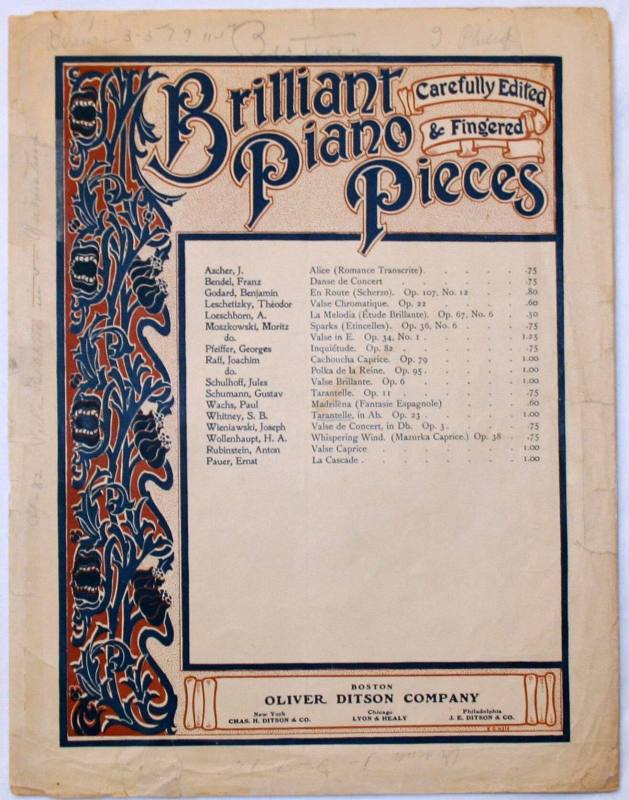 Brilliant
Piano
Pieces
Carefully Edited
& Fingered
Ascher, J. Alice (Romance Transcrite) . . . . . .75
Bendel, Franz Danse de Concert . . . . . .75
Godard, Benjamin En Route (Scherzo). Op. 107, No. 12 . . . . .80
Leschetizky, Théodor Valse Chromatique. Op. 22 . . . . . .60
Loeschhorn, A. La Melodia (Étude Brillante). Op. 67, No. 6 . . .50
Moszkowski, Moritz Sparks (Etincelles). Op. 36, No. 6 . . . . .75
do. Valse in E. Op. 34, No. 1 . . . . . . 1.25
Pfeiffer, Georges Inquiétude. Op. 82 . . . . . . .75
Raff, Joachim Cachoucha Caprice. Op. 79 . . . . . 1.00
do. Polka de la Reine. Op. 95 . . . . . . 1.00
Schulhoff, Jules Valse Brillante. Op. 6 . . . . . . 1.00
Schumann, Gustav Tarantelle. Op. 11 . . . . . . .75
Wachs, Paul Madrilèna (Fantasie Espagnole) . . . . .60
Whitney, S. B. Tarantelle, in Ab. Op. 23 . . . . . . 1.00
Wieniawski, Joseph Valse de Concert, in Db. Op. 3 . . . . . .75
Wollenhaupt, H. A. Whispering Wind. (Mazurka Caprice.) Op. 38 . .75
Rubinstein, Anton Valse Caprice . . . . . . . 1.00
Pauer, Ernst La Cascade . . . . . . . 1.00
BOSTON
OLIVER DITSON COMPANY
New York
CHAS. H. DITSON & CO.
Chicago
LYON & HEALY
Philadelphia
J. E. DITSON & CO.